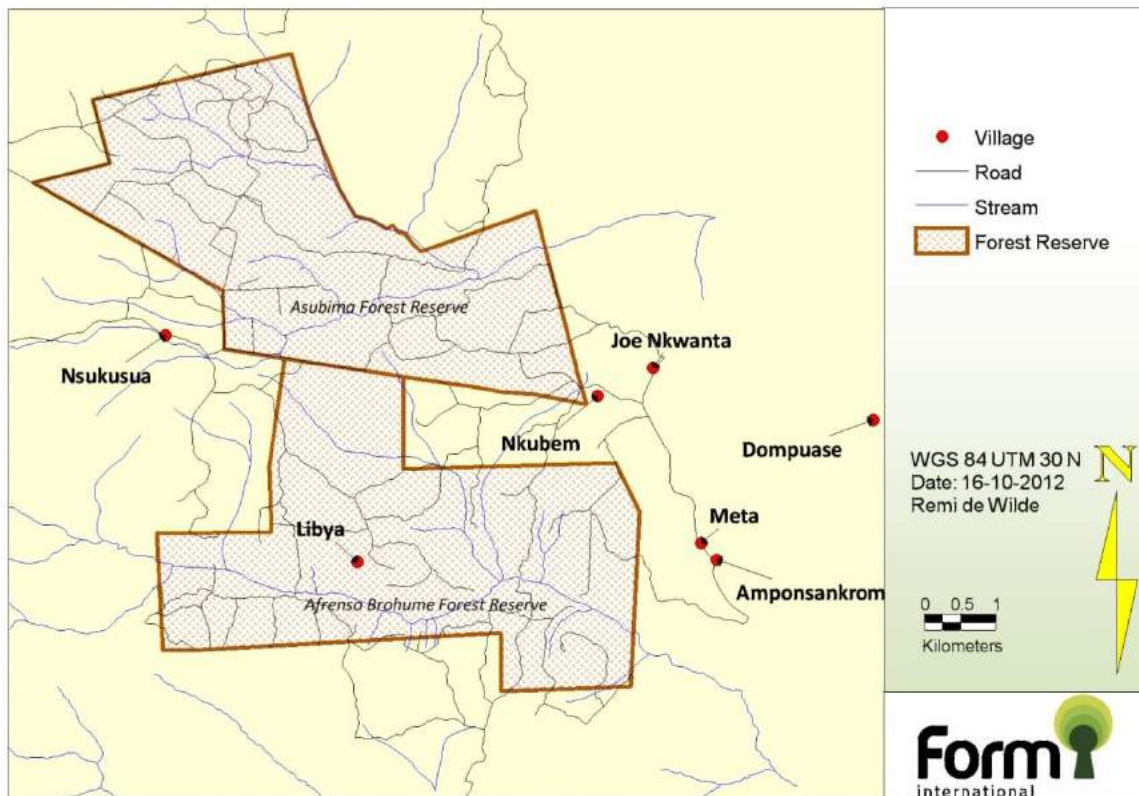 Village
Road
Stream
Forest Reserve
Asubima Forest Reserve
Joe Nkwanta
Nsukusua
Nkubem
Dompuase
WGS 84 UTM 30 N
Date: 16-10-2012
Remi de Wilde
N
Libya
Meta
Amponsankrom
Afrenso Brohume Forest Reserve
0 0.5 1
Kilometers
Form
international